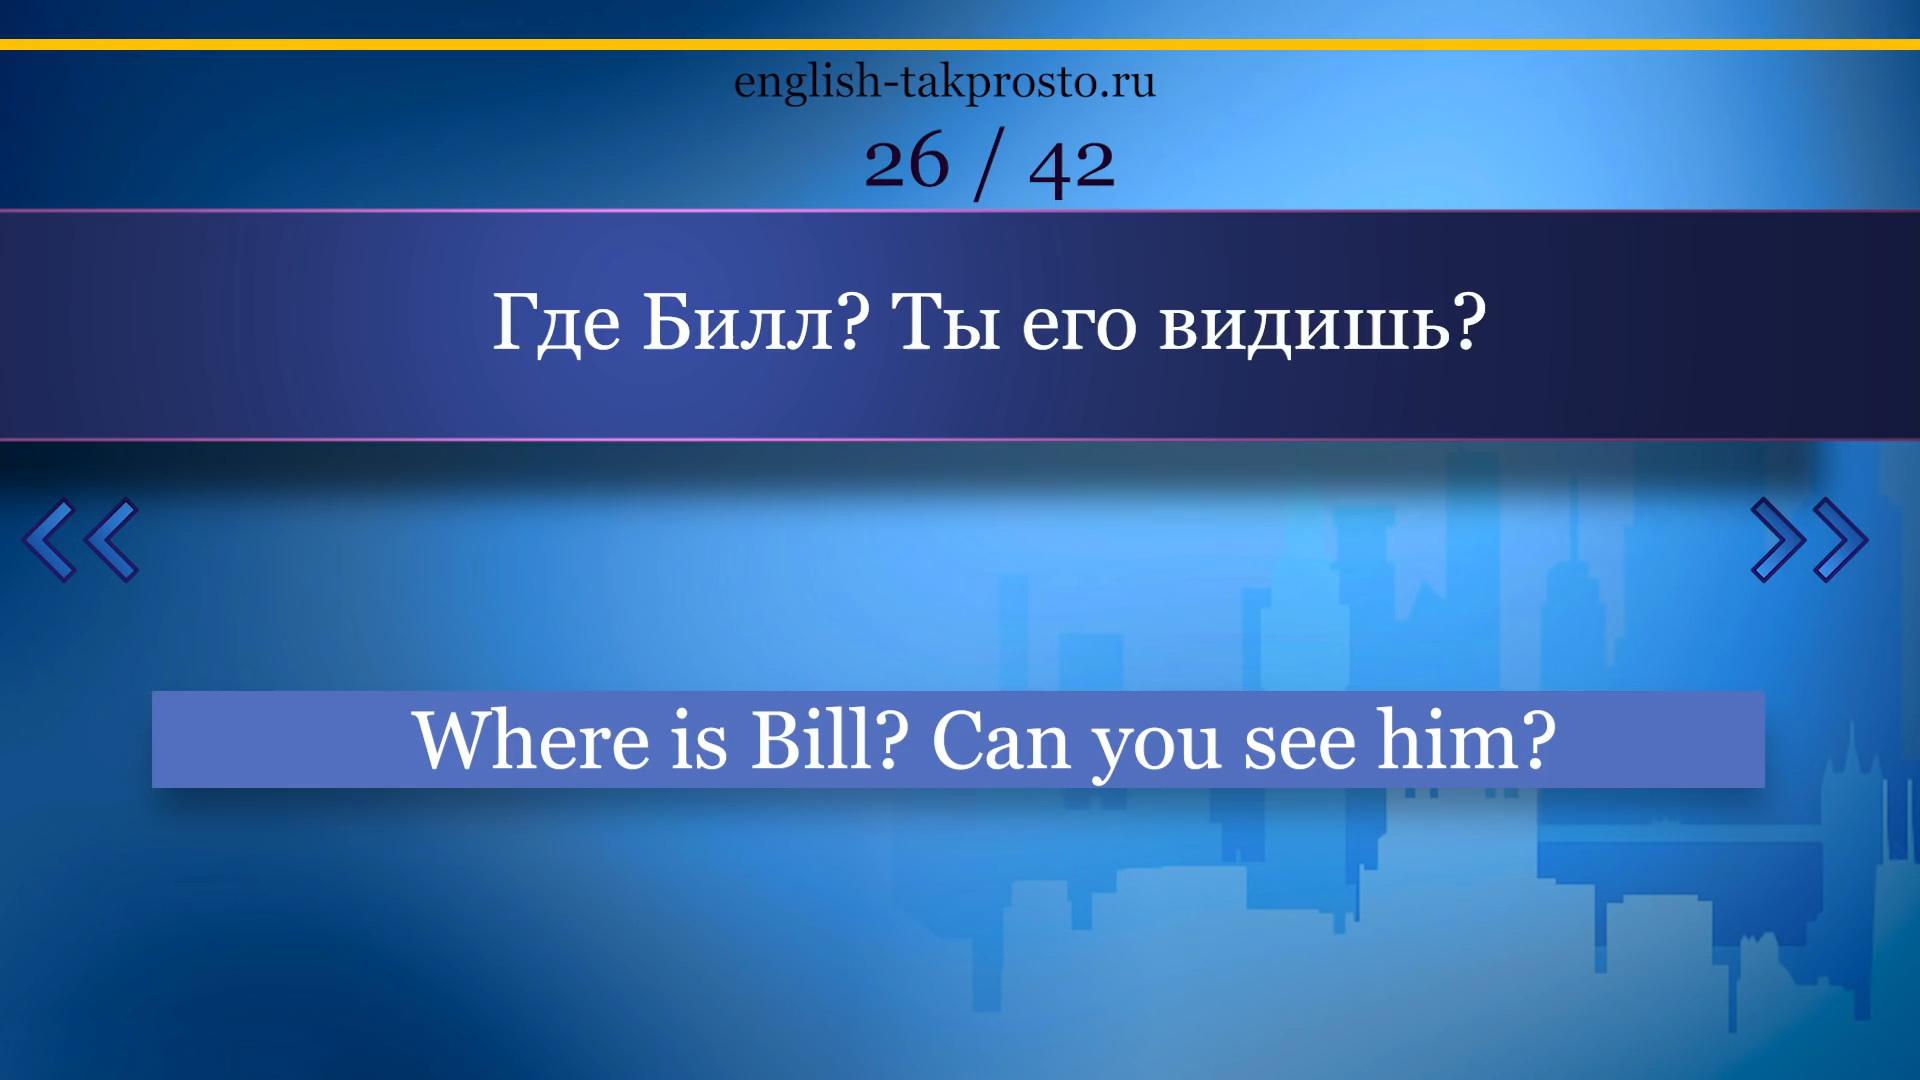 english-takprosto.ru
26 / 42
Где Билл? Ты его видишь?
Where is Bill? Can you see him?